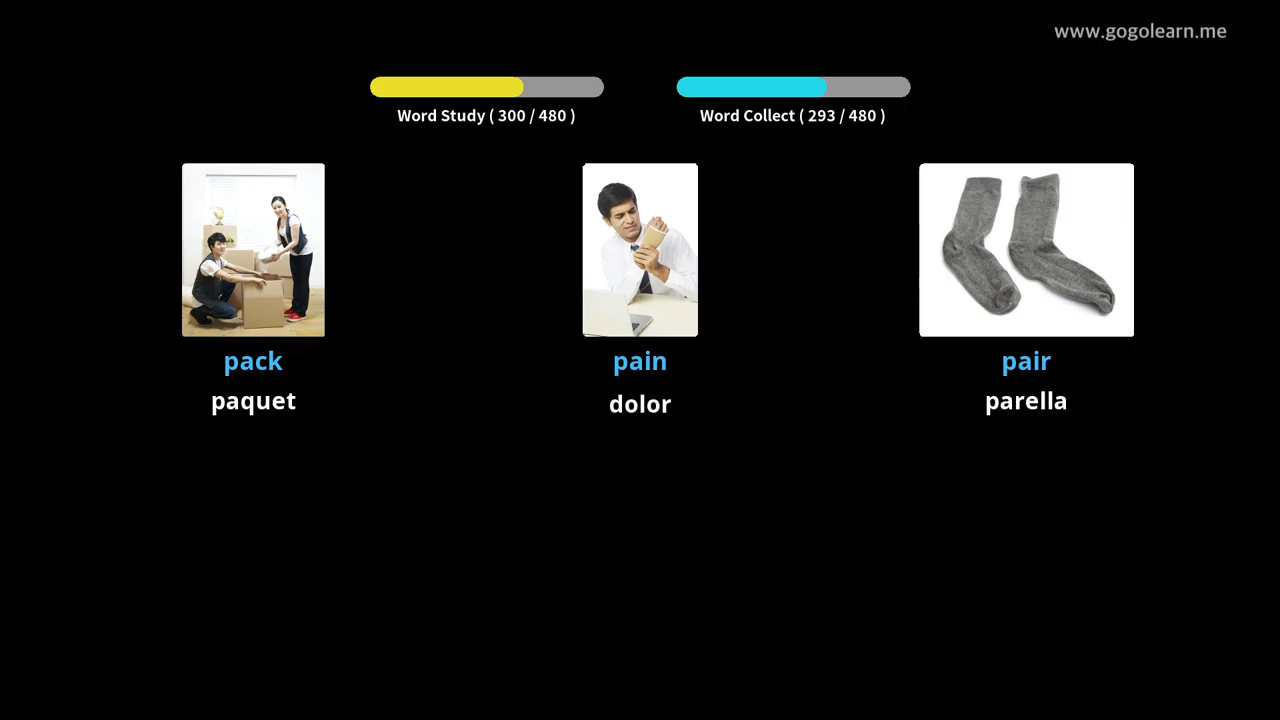 www.gogolearn.me
Word Study ( 300 / 480 )
Word Collect ( 293 / 480 )
pack
paquet
pain
dolor
pair
parella